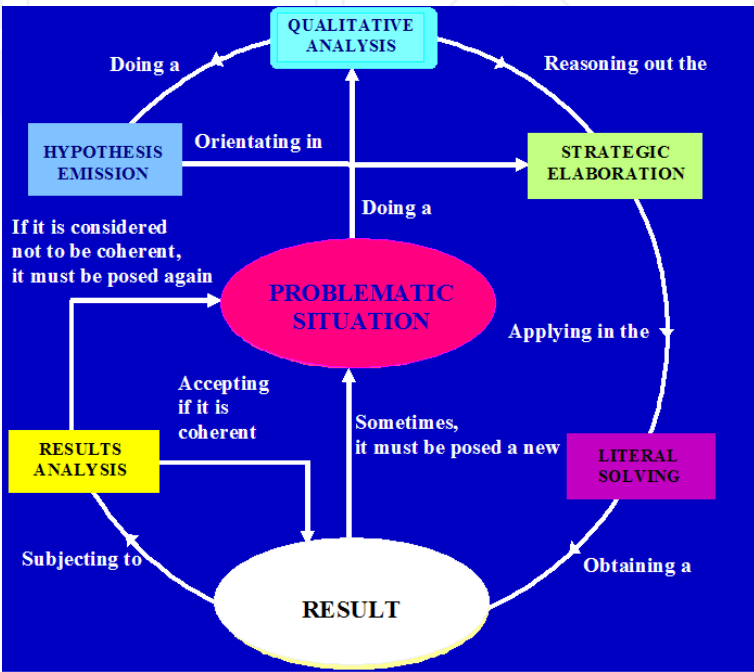 QUALITATIVE
ANALYSIS
Doing a
Reasoning out the
HYPOTHESIS
EMISSION
Orientating in
STRATEGIC
ELABORATION
Doing a
If it is considered
not to be coherent,
it must be posed again
PROBLEMATIC
SITUATION
Applying in the
Accepting
if it is
coherent
Sometimes,
it must be posed a new
RESULTS
ANALYSIS
LITERAL
SOLVING
Subjecting to
Obtaining a
RESULT